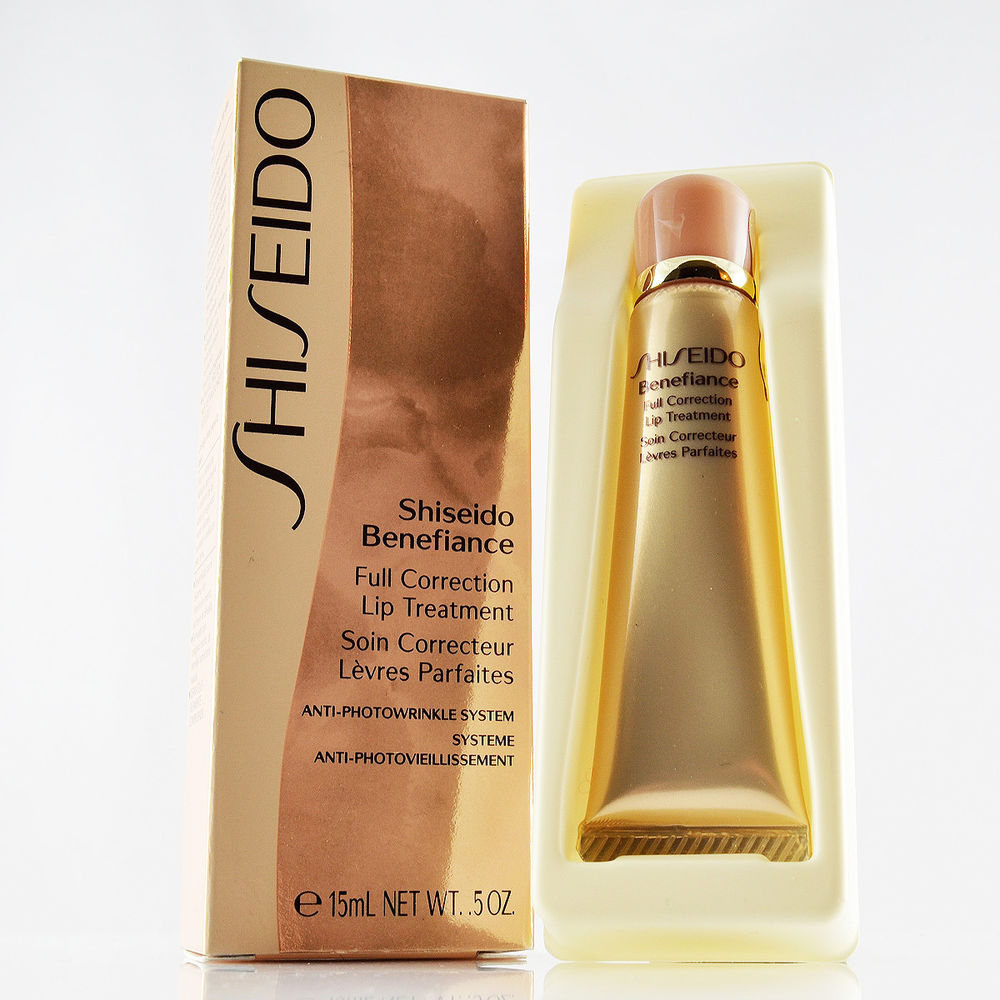 SHISEIDO
Shiseido
Benefiance
Full Correction
Lip Treatment
Soin Correcteur
Lèvres Parfaites
ANTI-PHOTOWRINKLE SYSTEM
SYSTEME
ANTI-PHOTOVIEILLISSEMENT
℮ 15mL NET WT. .5 OZ.
SHISEIDO
Benefiance
Full Correction
Lip Treatment
Soin Correcteur
Lèvres Parfaites